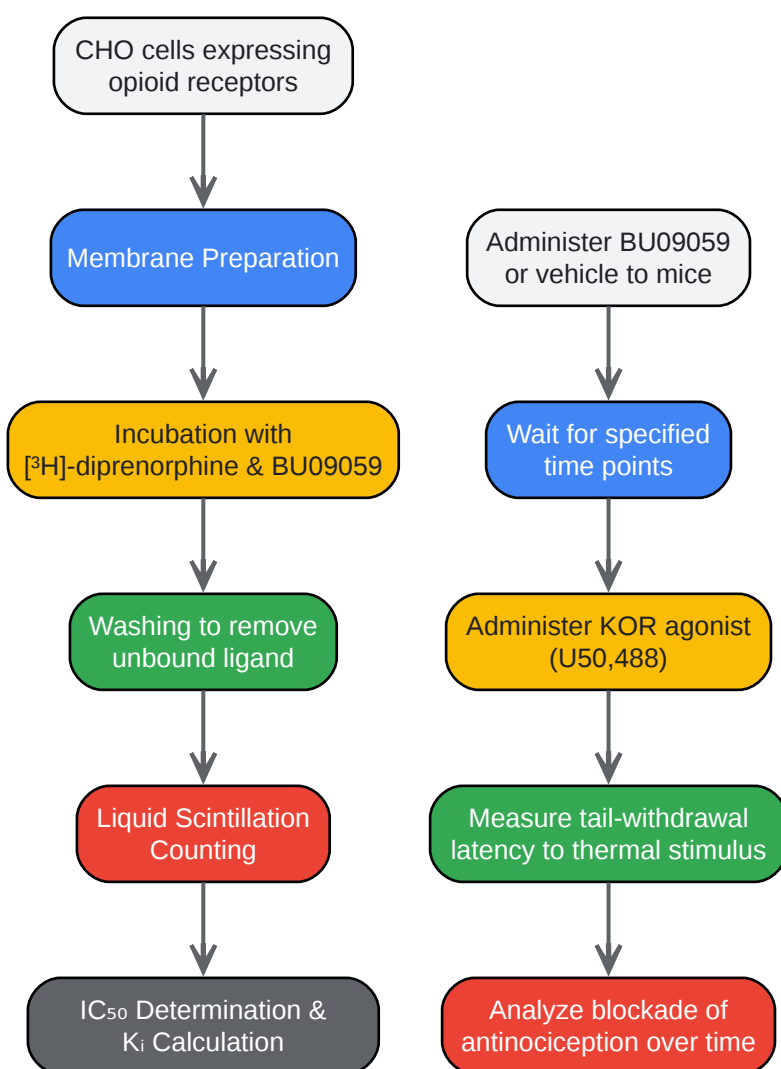 CHO cells expressing
opioid receptors
Membrane Preparation
Incubation with
[³H]-diprenorphine & BU09059
Washing to remove
unbound ligand
Liquid Scintillation
Counting
IC₅₀ Determination &
Kᵢ Calculation
Administer BU09059
or vehicle to mice
Wait for specified
time points
Administer KOR agonist
(U50,488)
Measure tail-withdrawal
latency to thermal stimulus
Analyze blockade of
antinociception over time